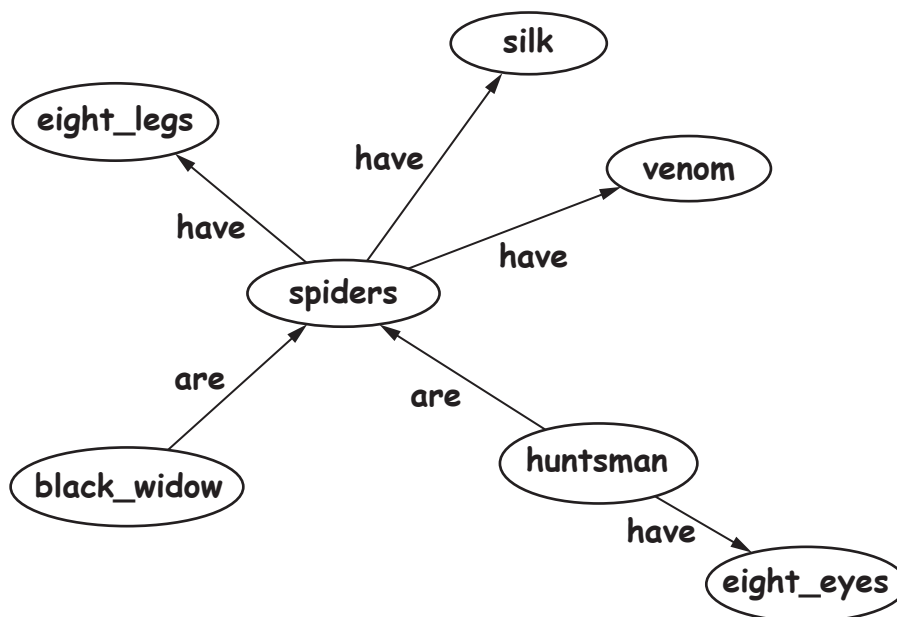 silk
eight_legs
have
venom
have
have
spiders
are
are
huntsman
black_widow
have
eight_eyes